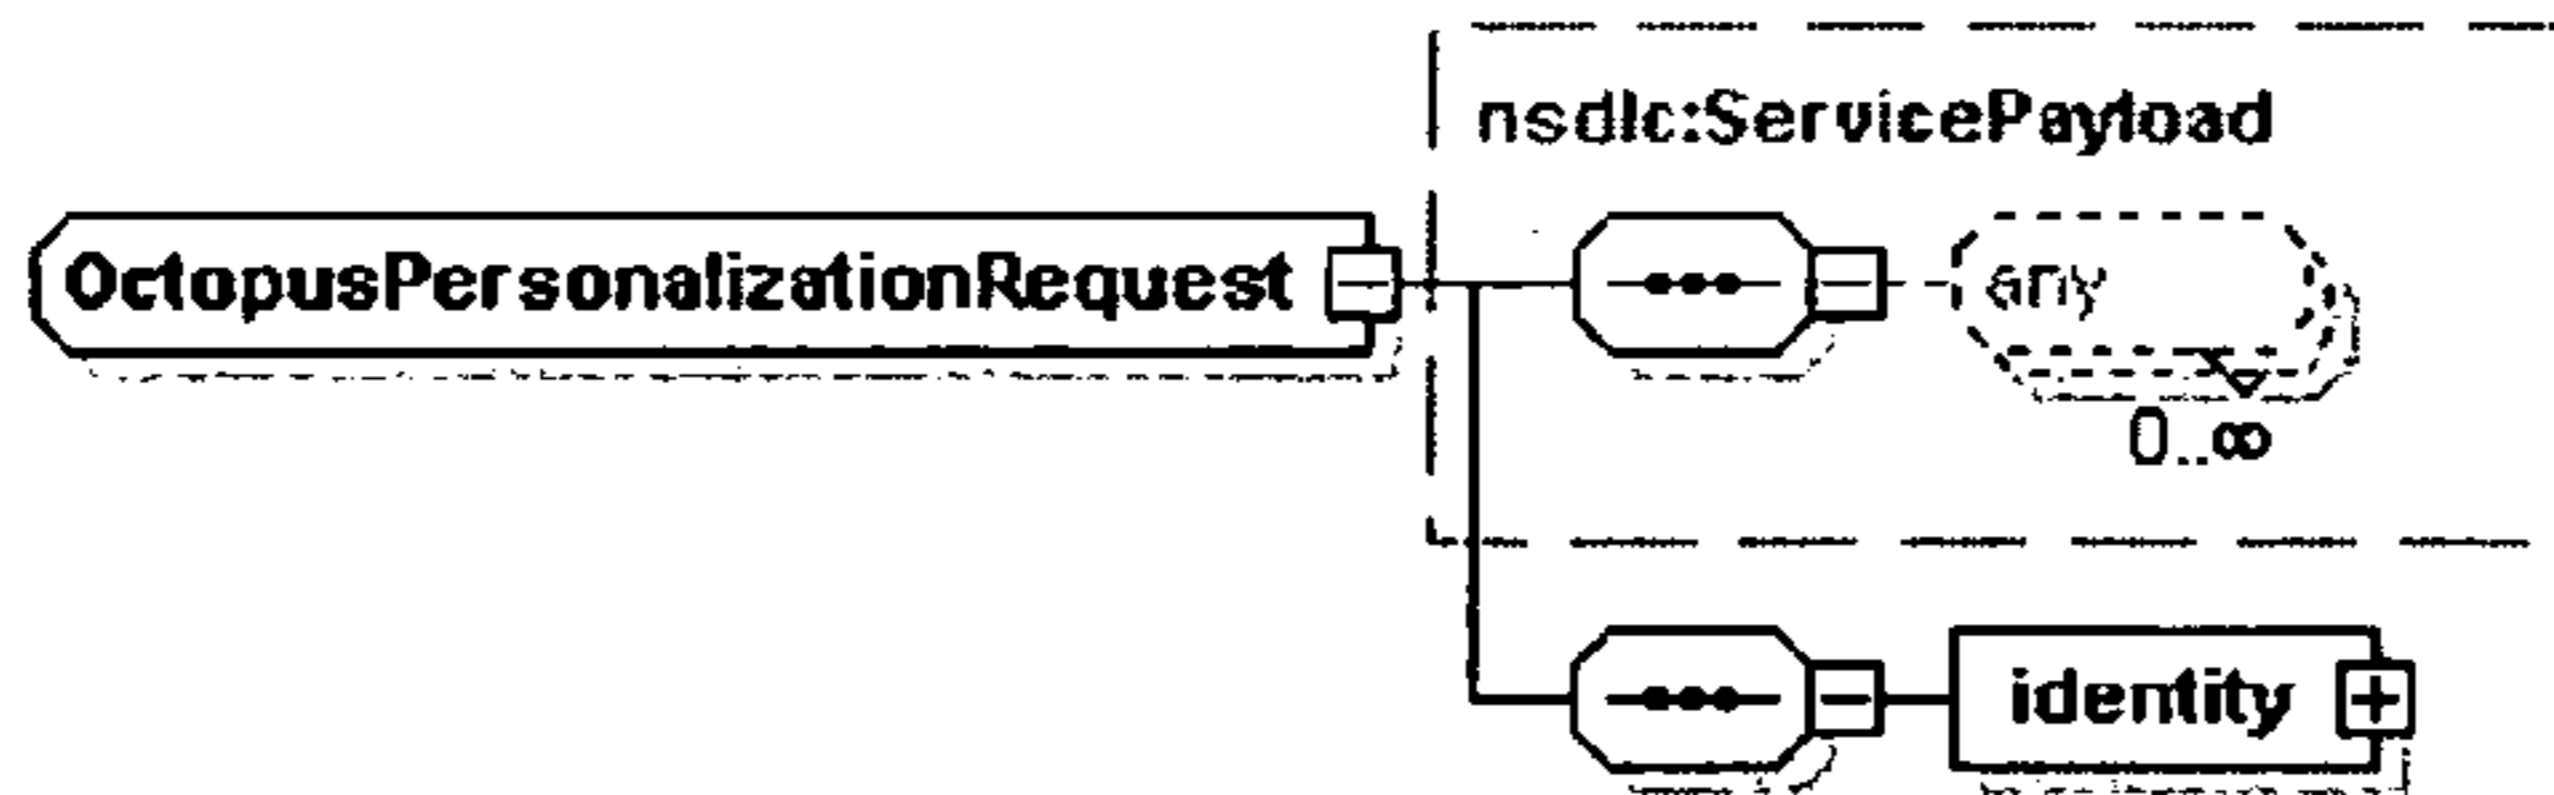 nsdlc:ServicePayload
OctopusPersonalizationRequest
any
0..∞
identity